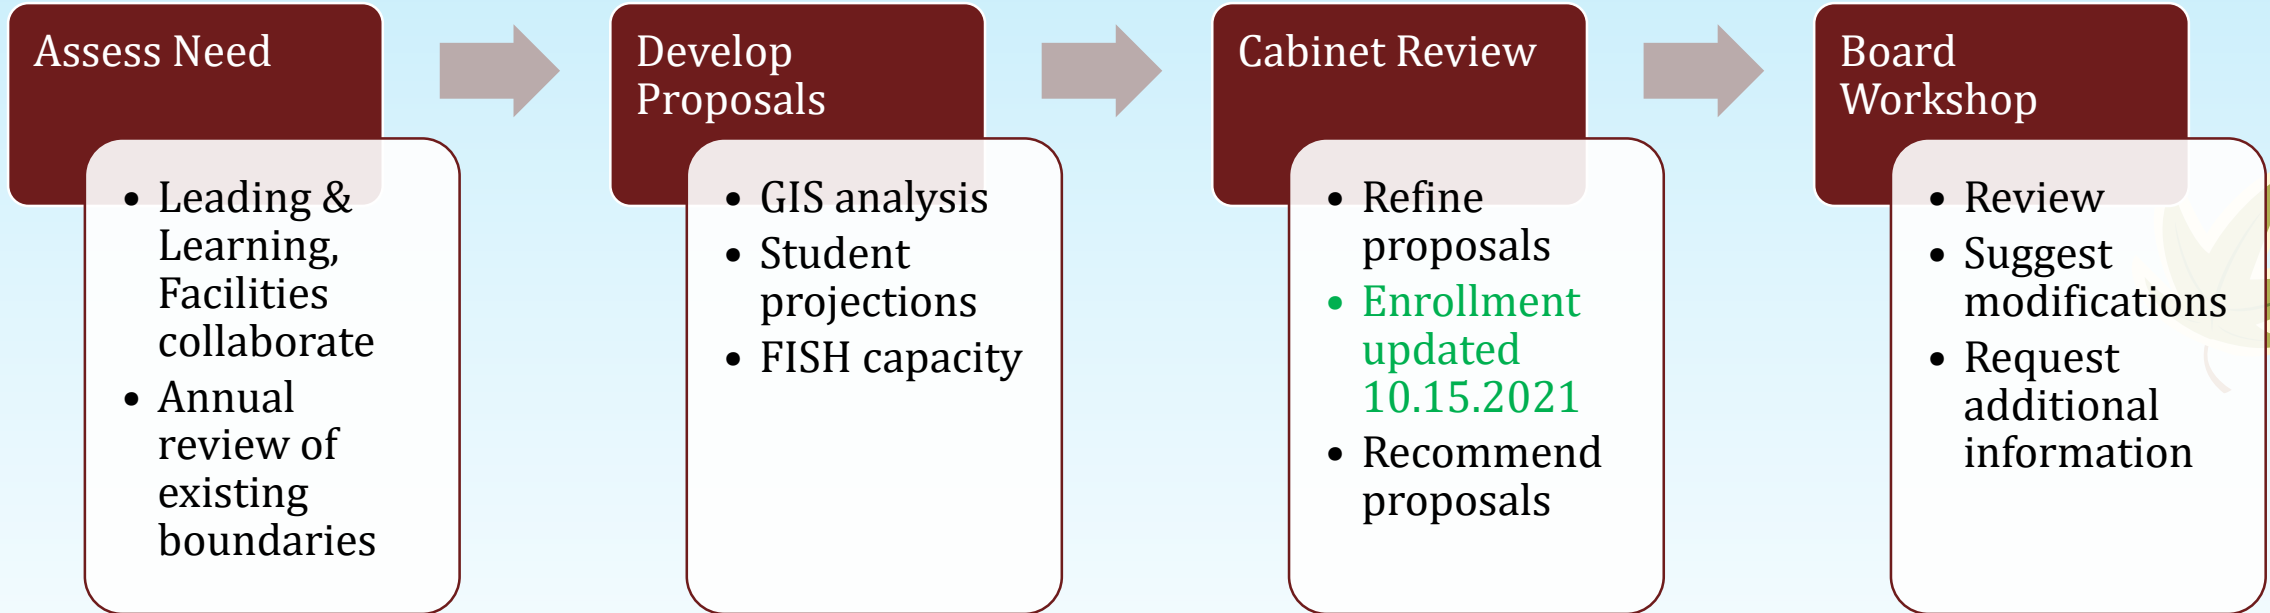 Assess Need
• Leading &
Learning,
Facilities
collaborate
• Annual
review of
existing
boundaries
Develop
Proposals
• GIS analysis
• Student
projections
• FISH capacity
Cabinet Review
• Refine
proposals
• Enrollment
updated
10.15.2021
• Recommend
proposals
Board
Workshop
• Review
• Suggest
modifications
• Request
additional
information